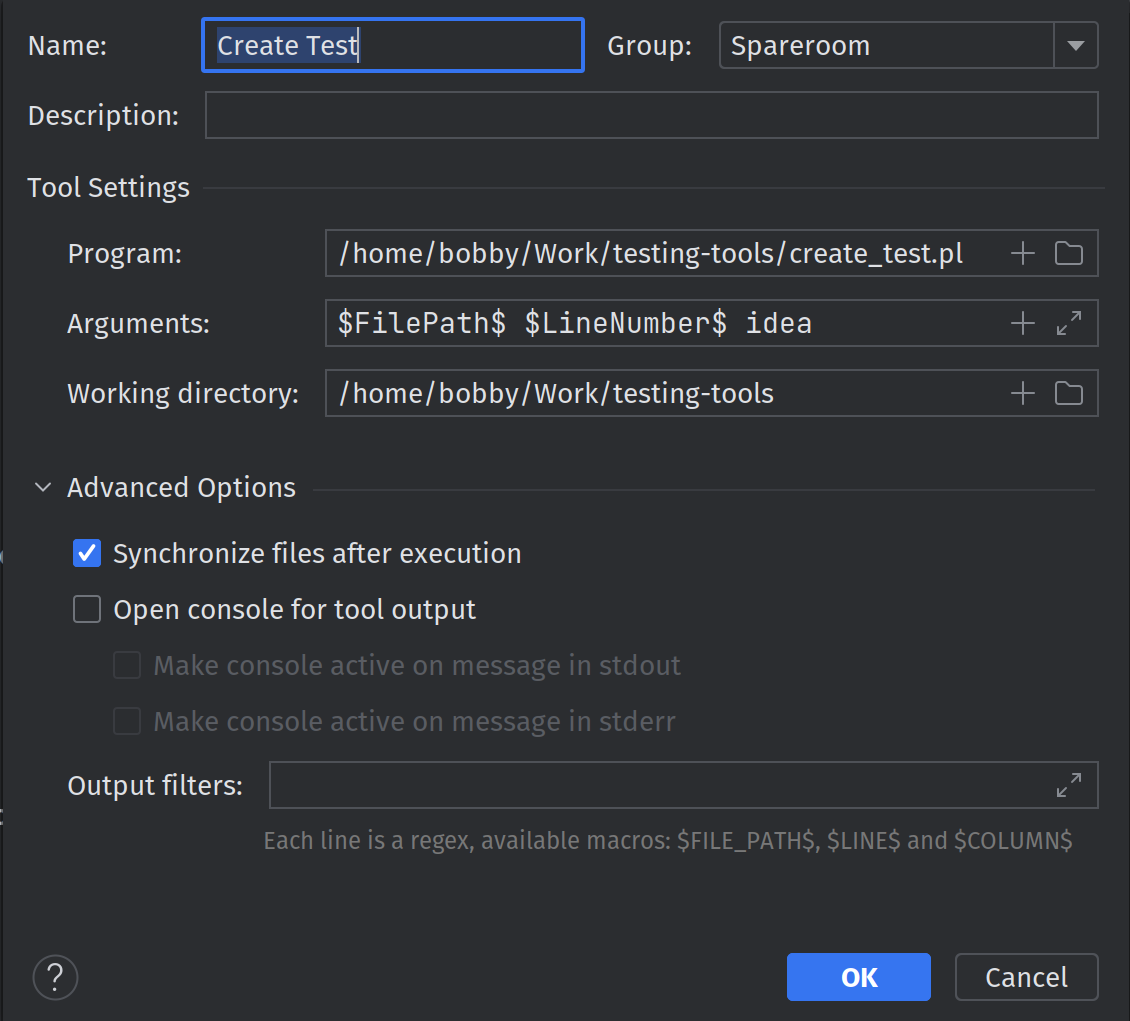 Name: Create Test Group: Spareroom
Description:
Tool Settings
Program: /home/bobby/Work/testing-tools/create_test.pl
Arguments: $FilePath$ $LineNumber$ idea
Working directory: /home/bobby/Work/testing-tools
Advanced Options
Synchronize files after execution
Open console for tool output
Make console active on message in stdout
Make console active on message in stderr
Output filters:
Each line is a regex, available macros: $FILE_PATH$, $LINE$ and $COLUMN$
? OK Cancel